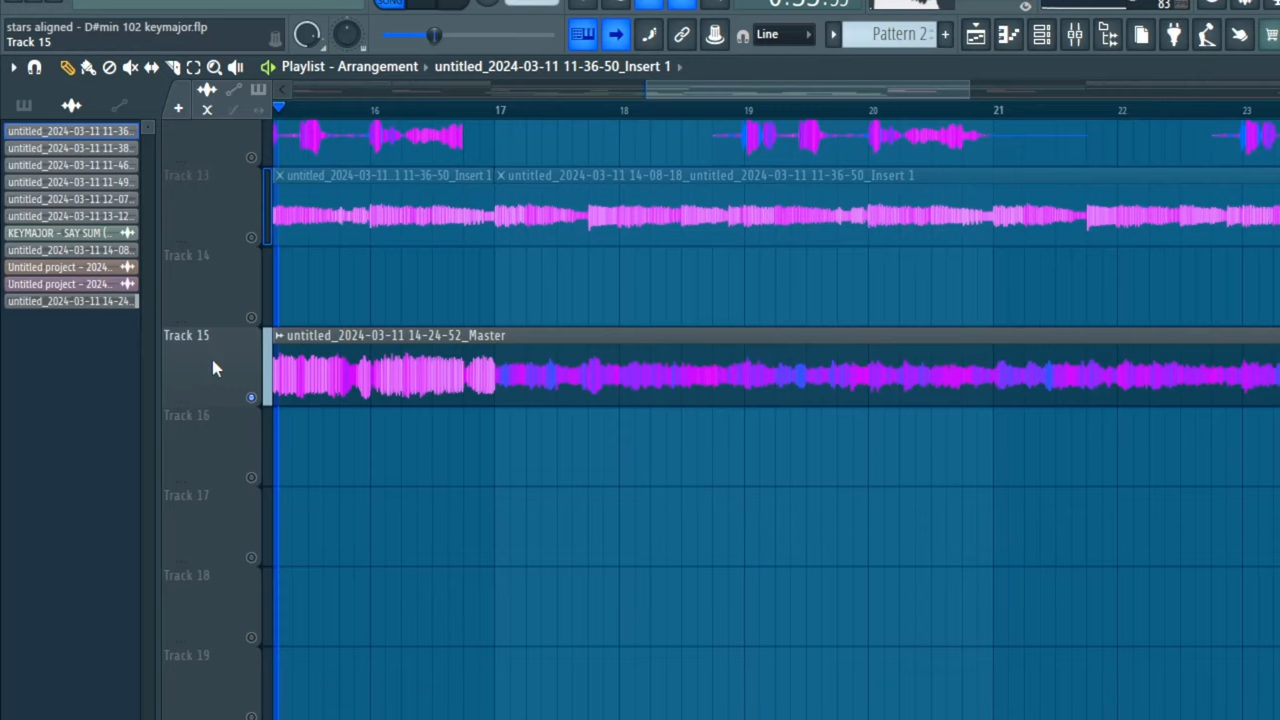 stars aligned - D#min 102 keymajor.flp
83
Track 15
Line
Pattern 2
Playlist - Arrangement ▸ untitled_2024-03-11 11-36-50_Insert 1
16 17 18 19 20 21 22 23
untitled_2024-03-11 11-36..
untitled_2024-03-11 11-38..
untitled_2024-03-11 11-46..
untitled_2024-03-11 11-49..
untitled_2024-03-11 12-07..
untitled_2024-03-11 13-12..
KEYMAJOR - SAY SUM (..
untitled_2024-03-11 14-08..
Untitled project - 2024..
Untitled project - 2024..
untitled_2024-03-11 14-24..
Track 13
untitled_2024-03-11..1 11-36-50_Insert 1
untitled_2024-03-11 14-08-18_untitled_2024-03-11 11-36-50_Insert 1
Track 14
Track 15
untitled_2024-03-11 14-24-52_Master
Track 16
Track 17
Track 18
Track 19